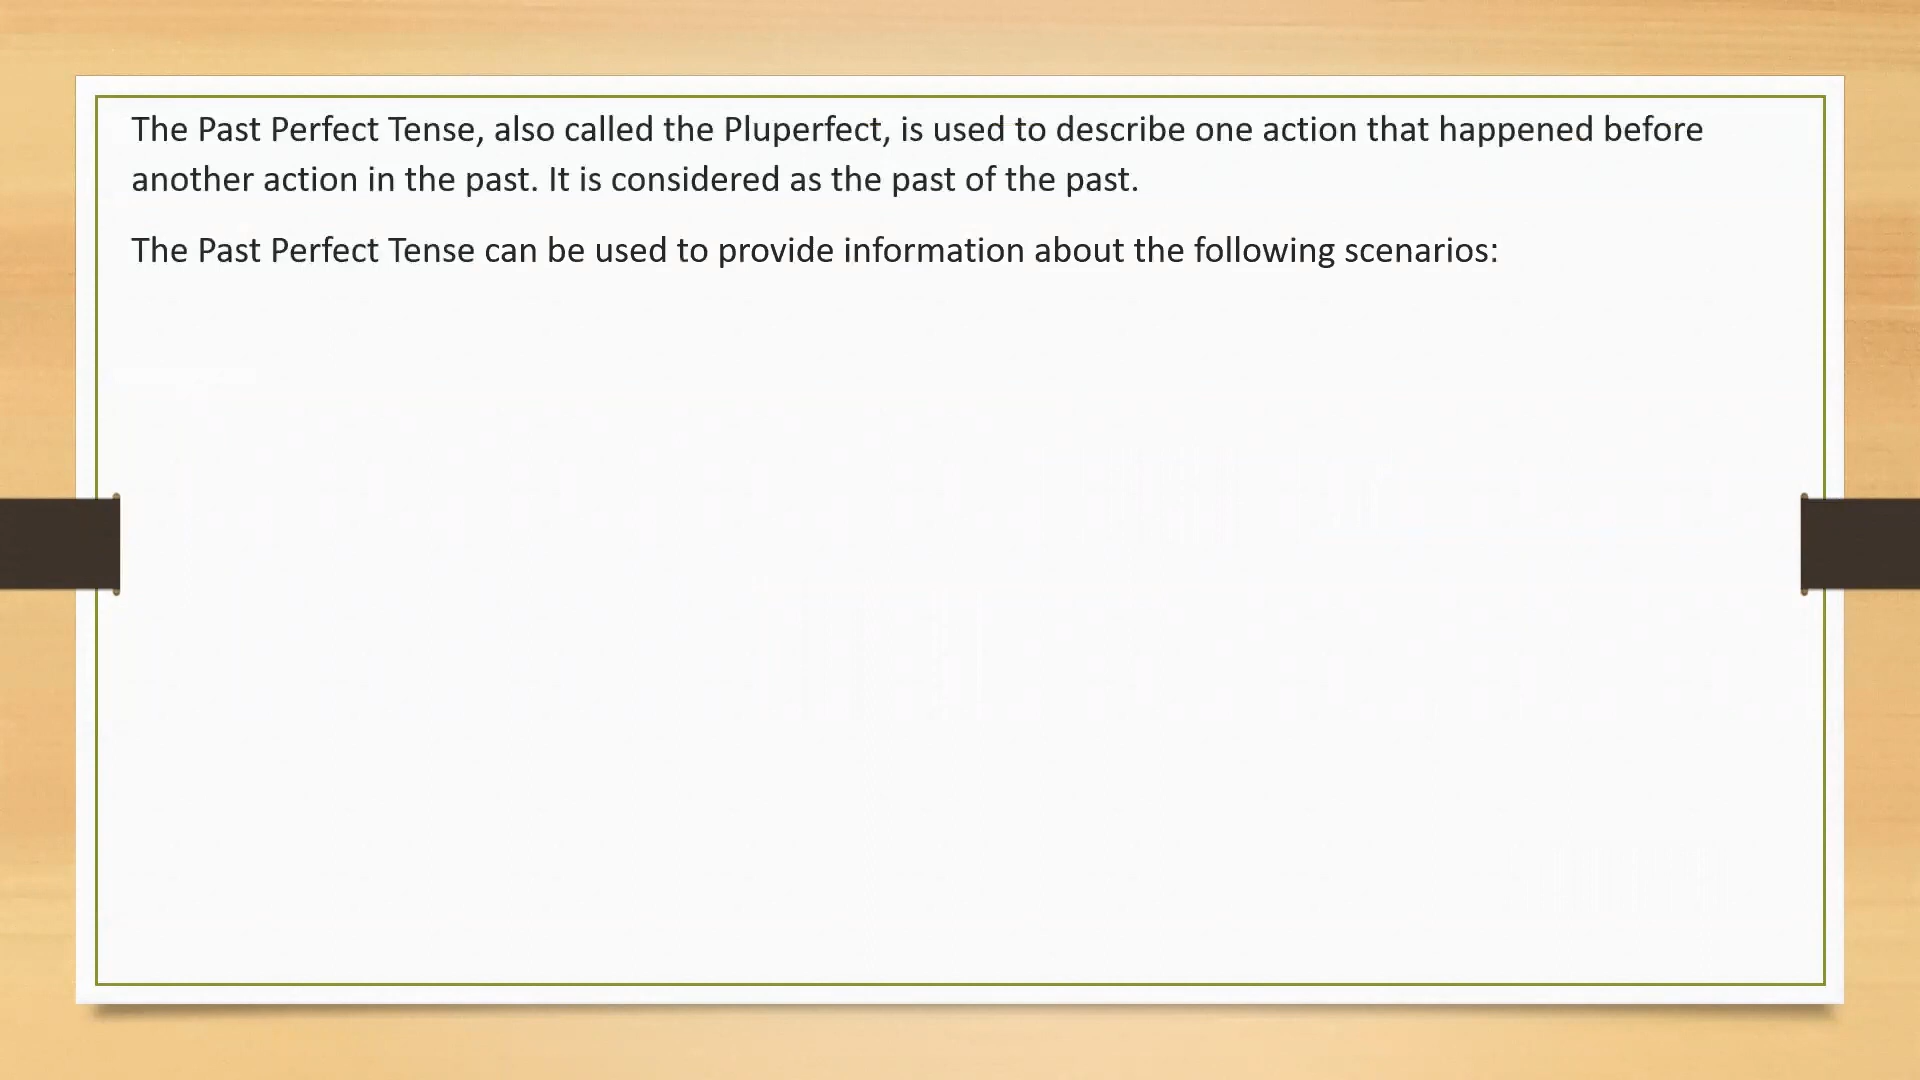 The Past Perfect Tense, also called the Pluperfect, is used to describe one action that happened before
another action in the past. It is considered as the past of the past.
The Past Perfect Tense can be used to provide information about the following scenarios: